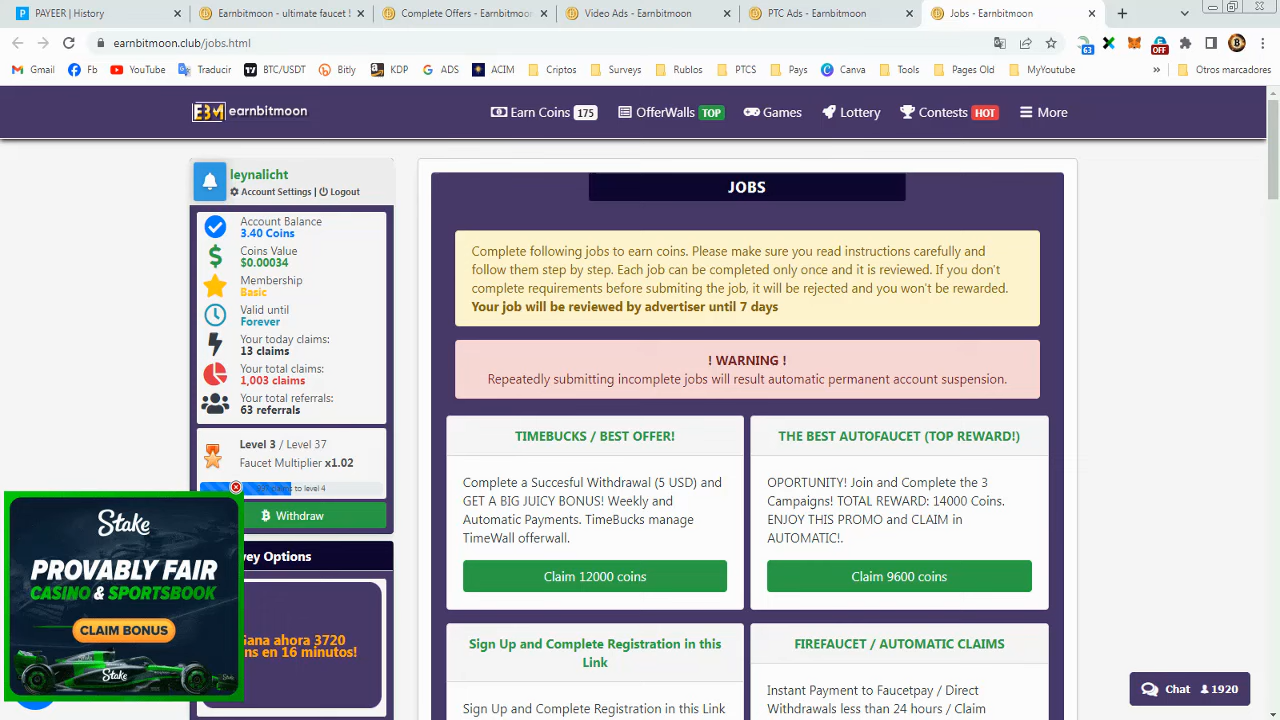 PAYEER | History
Earnbitmoon - ultimate faucet !
Complete Offers - Earnbitmoon
Video Ads - Earnbitmoon
PTC Ads - Earnbitmoon
Jobs - Earnbitmoon
earnbitmoon.club/jobs.html
63
OFF
Gmail
Fb
YouTube
Traducir
BTC/USDT
Bitly
KDP
ADS
ACIM
Criptos
Surveys
Rublos
PTCS
Pays
Canva
Tools
Pages Old
MyYoutube
»
Otros marcadores
EBM earnbitmoon
Earn Coins 175
OfferWalls TOP
Games
Lottery
Contests HOT
More
leynalicht
Account Settings | Logout
Account Balance
3.40 Coins
Coins Value
$0.00034
Membership
Basic
Valid until
Forever
Your today claims:
13 claims
Your total claims:
1,003 claims
Your total referrals:
63 referrals
Level 3 / Level 37
Faucet Multiplier x1.02
to level 4
Withdraw
vey Options
ana ahora 3720
ns en 16 minutos!
Stake
PROVABLY FAIR
CASINO & SPORTSBOOK
CLAIM BONUS
Stake
JOBS
Complete following jobs to earn coins. Please make sure you read instructions carefully and
follow them step by step. Each job can be completed only once and it is reviewed. If you don't
complete requirements before submiting the job, it will be rejected and you won't be rewarded.
Your job will be reviewed by advertiser until 7 days
! WARNING !
Repeatedly submitting incomplete jobs will result automatic permanent account suspension.
TIMEBUCKS / BEST OFFER!
Complete a Succesful Withdrawal (5 USD) and
GET A BIG JUICY BONUS! Weekly and
Automatic Payments. TimeBucks manage
TimeWall offerwall.
Claim 12000 coins
THE BEST AUTOFAUCET (TOP REWARD!)
OPORTUNITY! Join and Complete the 3
Campaigns! TOTAL REWARD: 14000 Coins.
ENJOY THIS PROMO and CLAIM in
AUTOMATIC!.
Claim 9600 coins
Sign Up and Complete Registration in this
Link
Sign Up and Complete Registration in this Link
FIREFAUCET / AUTOMATIC CLAIMS
Instant Payment to Faucetpay / Direct
Withdrawals less than 24 hours / Claim
Chat 1920